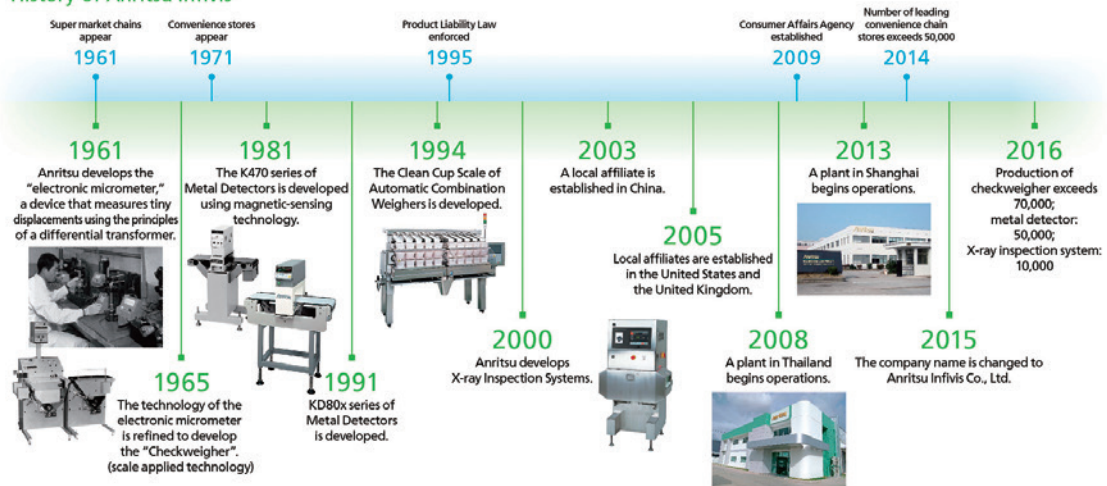 History of Anritsu Infivis
Super market chains
appear
1961
Convenience stores
appear
1971
Product Liability Law
enforced
1995
Consumer Affairs Agency
established
2009
Number of leading
convenience chain
stores exceeds 50,000
2014
1961
Anritsu develops the
"electronic micrometer,"
a device that measures tiny
displacements using the principles
of a differential transformer.
1965
The technology of the
electronic micrometer
is refined to develop
the "Checkweigher".
(scale applied technology)
1981
The K470 series of
Metal Detectors is developed
using magnetic-sensing
technology.
1991
KD80x series of
Metal Detectors
is developed.
1994
The Clean Cup Scale of
Automatic Combination
Weighers is developed.
2000
Anritsu develops
X-ray Inspection Systems.
2003
A local affiliate is
established in China.
2005
Local affiliates are established
in the United States and
the United Kingdom.
2008
A plant in Thailand
begins operations.
2013
A plant in Shanghai
begins operations.
2015
The company name is changed to
Anritsu Infivis Co., Ltd.
2016
Production of
checkweigher exceeds
70,000;
metal detector:
50,000;
X-ray inspection system:
10,000